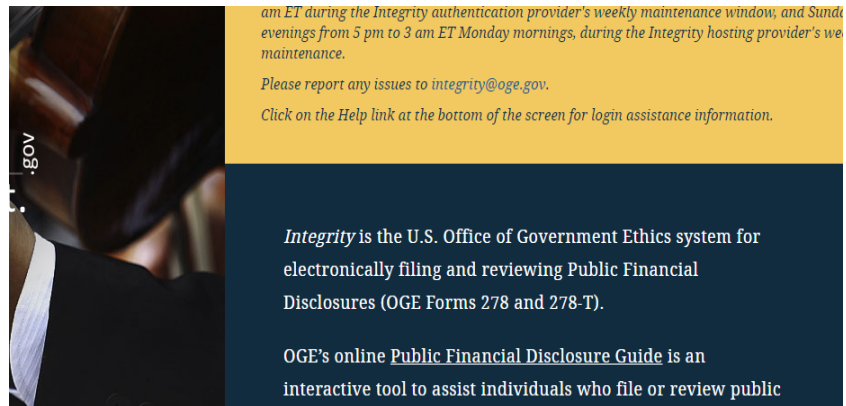 am ET during the Integrity authentication provider's weekly maintenance window, and
evenings from 5 pm to 3 am ET Monday mornings, during the Integrity hosting provider's
maintenance.
Please report any issues to integrity@oge.gov.
Click on the Help link at the bottom of the screen for login assistance information.
.gov
Integrity is the U.S. Office of Government Ethics system for
electronically filing and reviewing Public Financial
Disclosures (OGE Forms 278 and 278-T).
OGE’s online Public Financial Disclosure Guide is an
interactive tool to assist individuals who file or review public